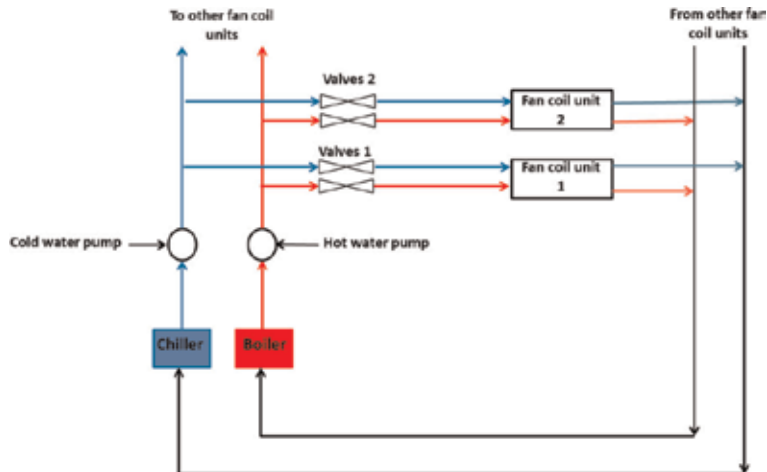 To other fan coil
units
From other fan
coil units
Valves 2
Fan coil unit
2
Valves 1
Fan coil unit
1
Cold water pump
Hot water pump
Chiller
Boiler